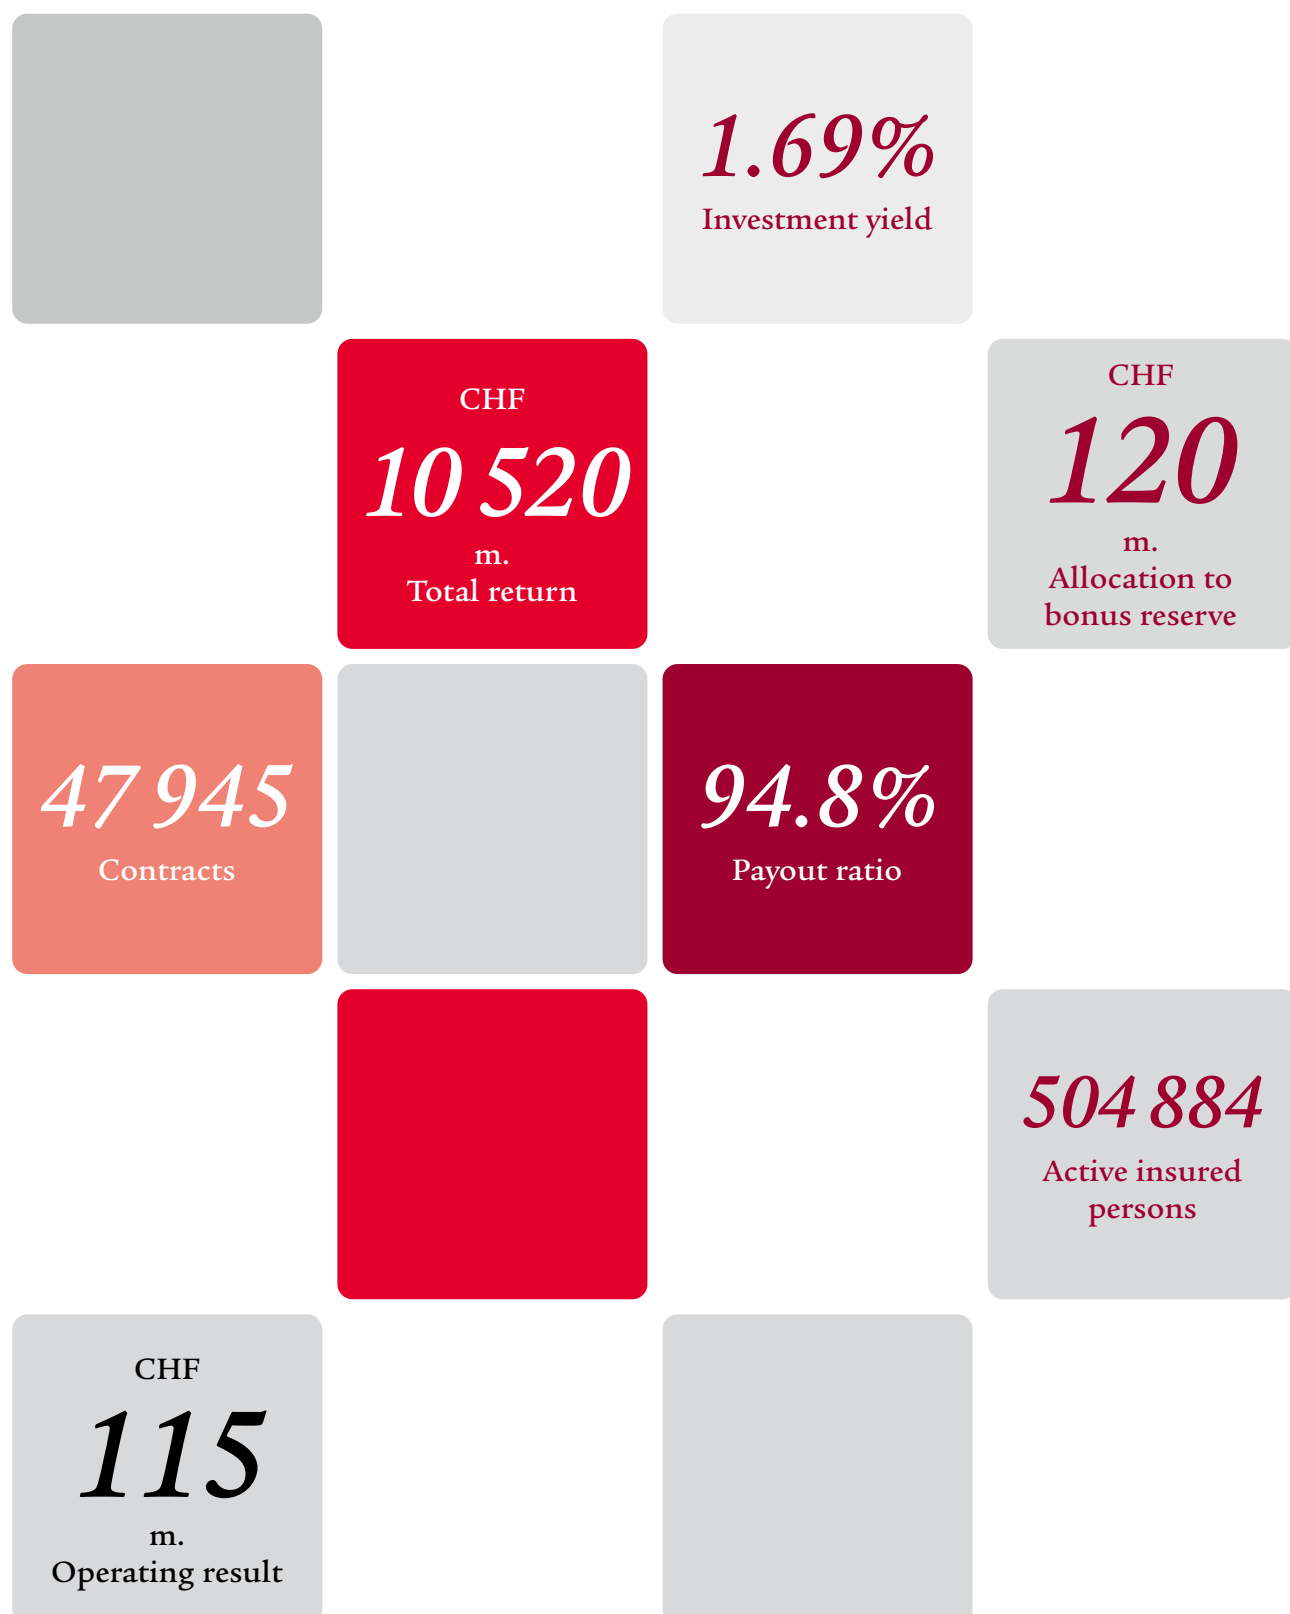 1.69%
Investment yield
CHF
10 520
m.
Total return
CHF
120
m.
Allocation to
bonus reserve
47 945
Contracts
94.8%
Payout ratio
504 884
Active insured
persons
CHF
115
m.
Operating result